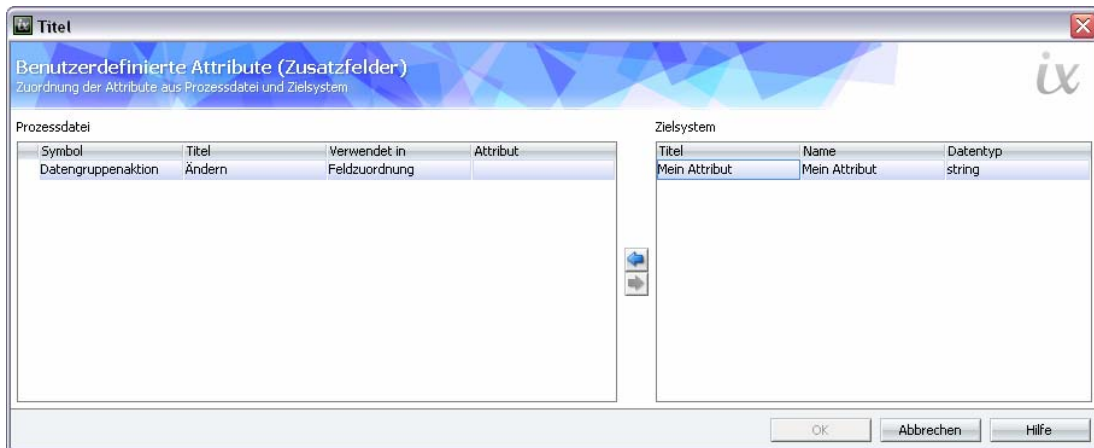 Titel
Benutzerdefinierte Attribute (Zusatzfelder)
Zuordnung der Attribute aus Prozessdatei und Zielsystem
ix
Prozessdatei
Symbol Titel Verwendet in Attribut
Datengruppenaktion Ändern Feldzuordnung
Zielsystem
Titel Name Datentyp
Mein Attribut Mein Attribut string
OK Abbrechen Hilfe